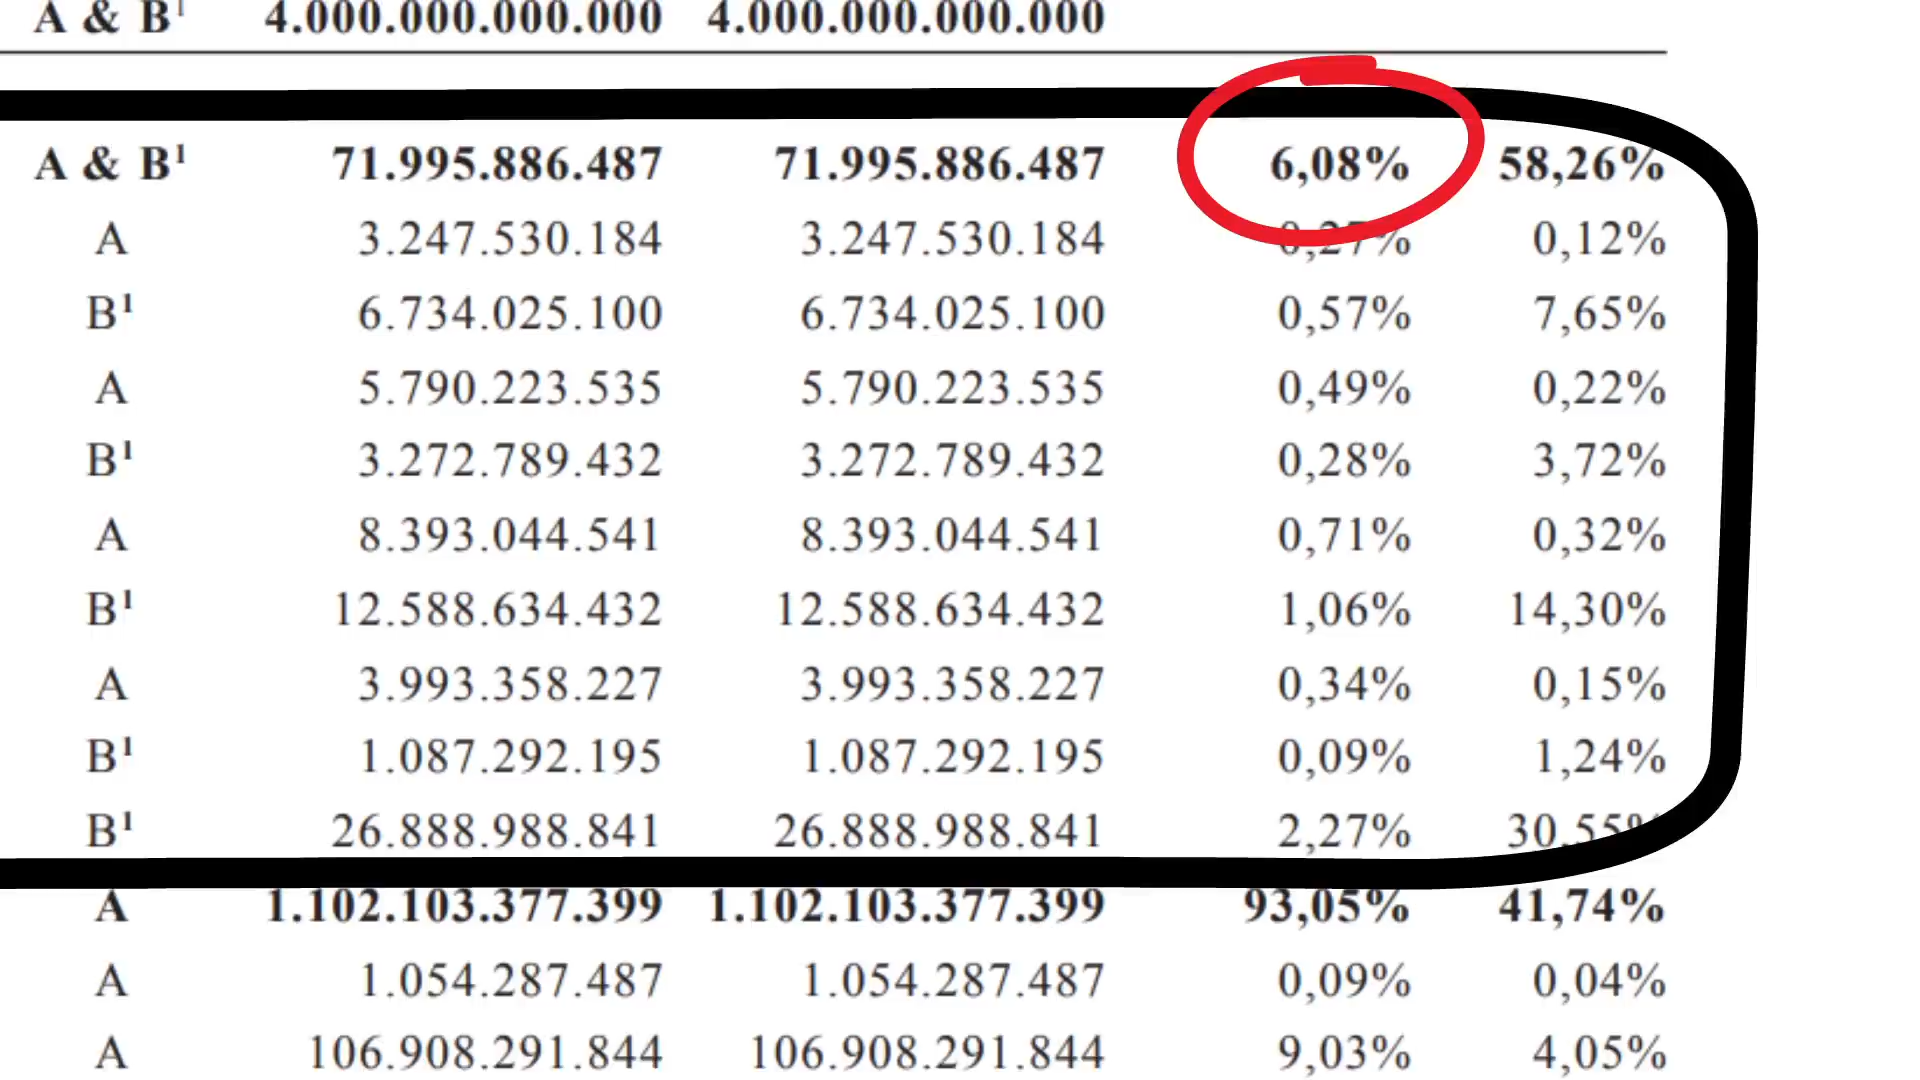 A & B¹ 4.000.000.000.000 4.000.000.000.000
A & B¹ 71.995.886.487 71.995.886.487 6,08% 58,26%
A 3.247.530.184 3.247.530.184 0,27% 0,12%
B¹ 6.734.025.100 6.734.025.100 0,57% 7,65%
A 5.790.223.535 5.790.223.535 0,49% 0,22%
B¹ 3.272.789.432 3.272.789.432 0,28% 3,72%
A 8.393.044.541 8.393.044.541 0,71% 0,32%
B¹ 12.588.634.432 12.588.634.432 1,06% 14,30%
A 3.993.358.227 3.993.358.227 0,34% 0,15%
B¹ 1.087.292.195 1.087.292.195 0,09% 1,24%
B¹ 26.888.988.841 26.888.988.841 2,27% 30,55%
A 1.102.103.377.399 1.102.103.377.399 93,05% 41,74%
A 1.054.287.487 1.054.287.487 0,09% 0,04%
A 106.908.291.844 106.908.291.844 9,03% 4,05%